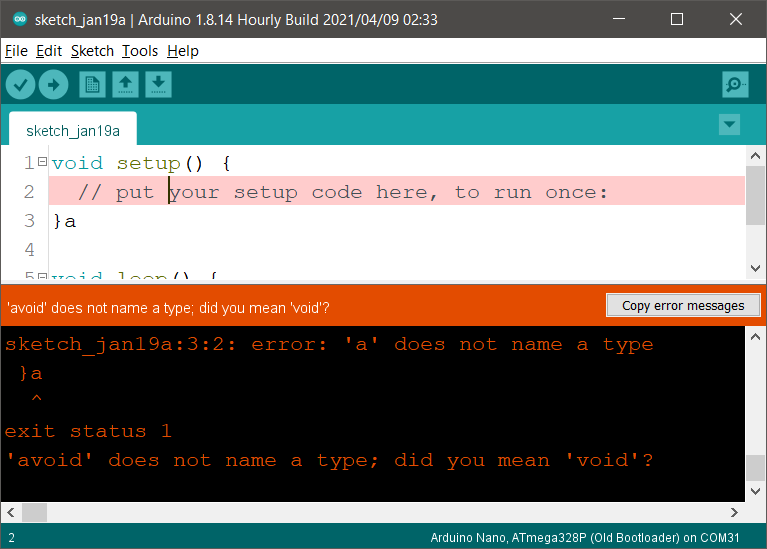 sketch_jan19a | Arduino 1.8.14 Hourly Build 2021/04/09 02:33
File Edit Sketch Tools Help
sketch_jan19a
1 void setup() {
2 // put your setup code here, to run once:
3 }a
4
5 void loop() {
'avoid' does not name a type; did you mean 'void'?
Copy error messages
sketch_jan19a:3:2: error: 'a' does not name a type
}a
^
exit status 1
'avoid' does not name a type; did you mean 'void'?
2 Arduino Nano, ATmega328P (Old Bootloader) on COM31